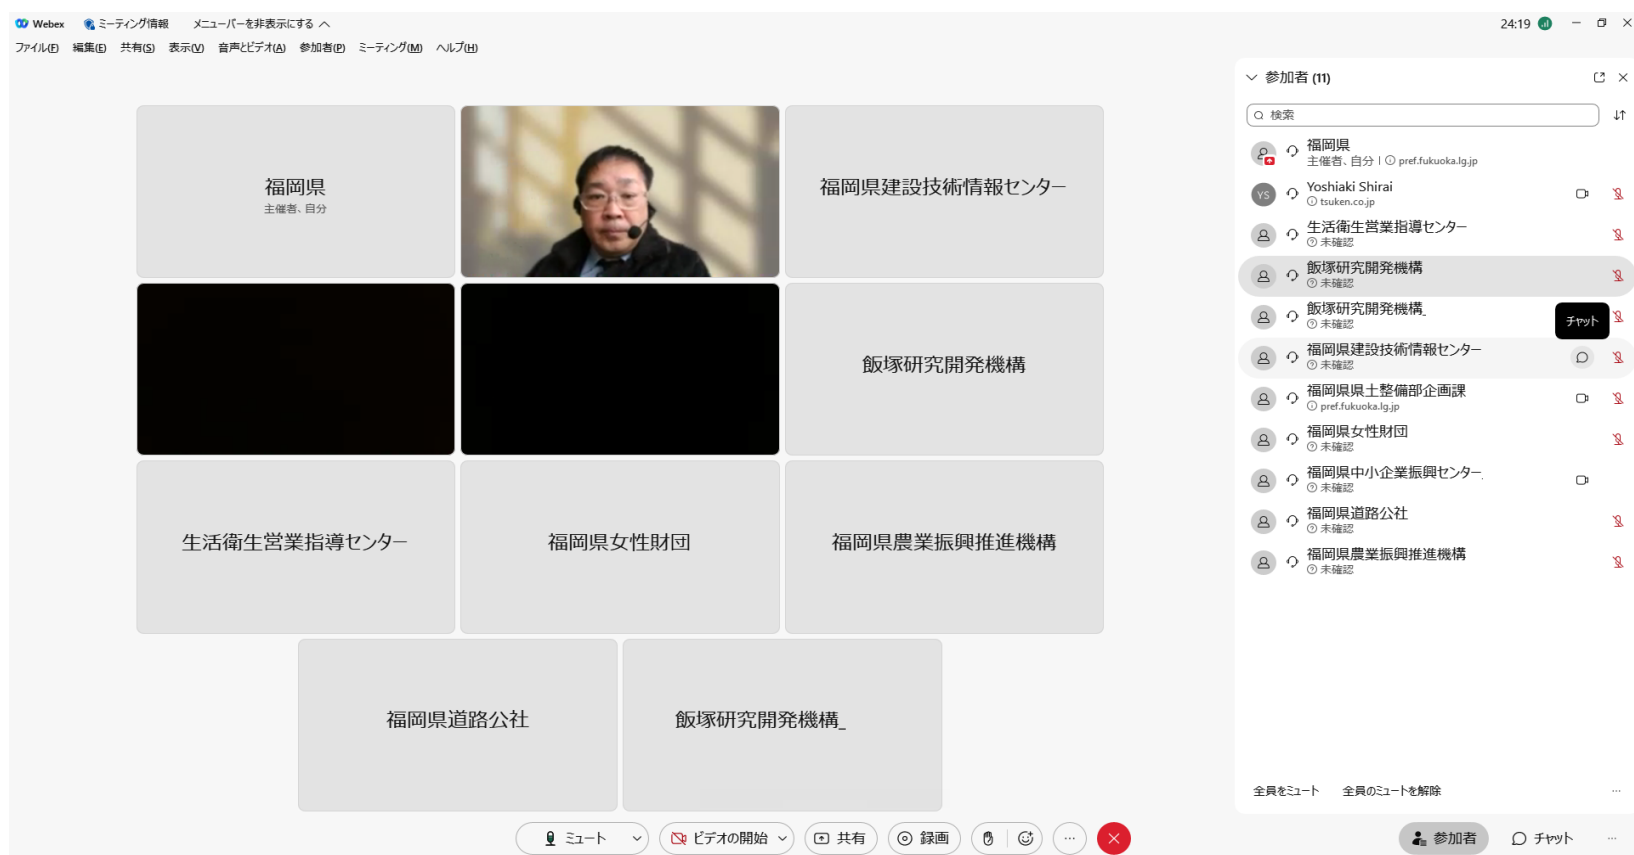 Webex ミーティング情報 メニューバーを非表示にする
24:19
ファイル(F) 編集(E) 共有(S) 表示(V) 音声とビデオ(A) 参加者(P) ミーティング(M) ヘルプ(H)
福岡県
主催者、自分
福岡県建設技術情報センター
飯塚研究開発機構
生活衛生営業指導センター
福岡県女性財団
福岡県農業振興推進機構
福岡県道路公社
飯塚研究開発機構_
参加者 (11)
検索
福岡県
主催者、自分 | pref.fukuoka.lg.jp
YS
Yoshiaki Shirai
tsuken.co.jp
生活衛生営業指導センター
未確認
飯塚研究開発機構
未確認
飯塚研究開発機構_
未確認
チャット
福岡県建設技術情報センター
未確認
福岡県県土整備部企画課
pref.fukuoka.lg.jp
福岡県女性財団
未確認
福岡県中小企業振興センター_
未確認
福岡県道路公社
未確認
福岡県農業振興推進機構
未確認
全員をミュート 全員のミュートを解除 …
ミュート ビデオの開始 共有 録画 … 参加者 チャット …